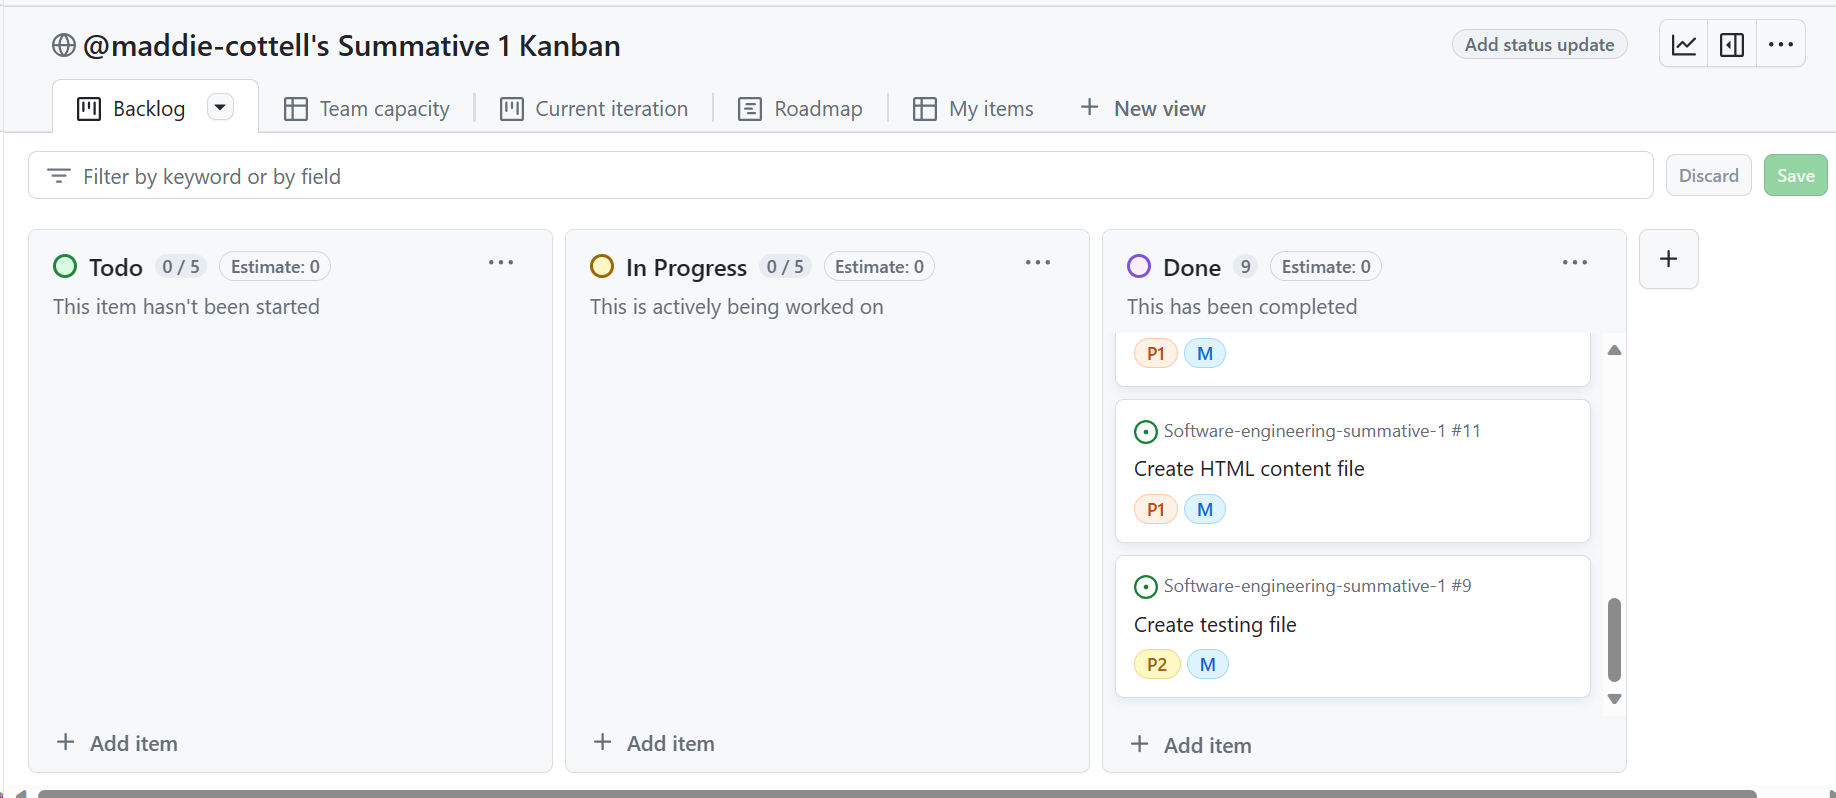 @maddie-cottell's Summative 1 Kanban
Add status update
Backlog
Team capacity
Current iteration
Roadmap
My items
New view
Filter by keyword or by field
Discard
Save
Todo 0 / 5 Estimate: 0
This item hasn't been started
Add item
In Progress 0 / 5 Estimate: 0
This is actively being worked on
Add item
Done 9 Estimate: 0
This has been completed
P1 M
Software-engineering-summative-1 #11
Create HTML content file
P1 M
Software-engineering-summative-1 #9
Create testing file
P2 M
Add item